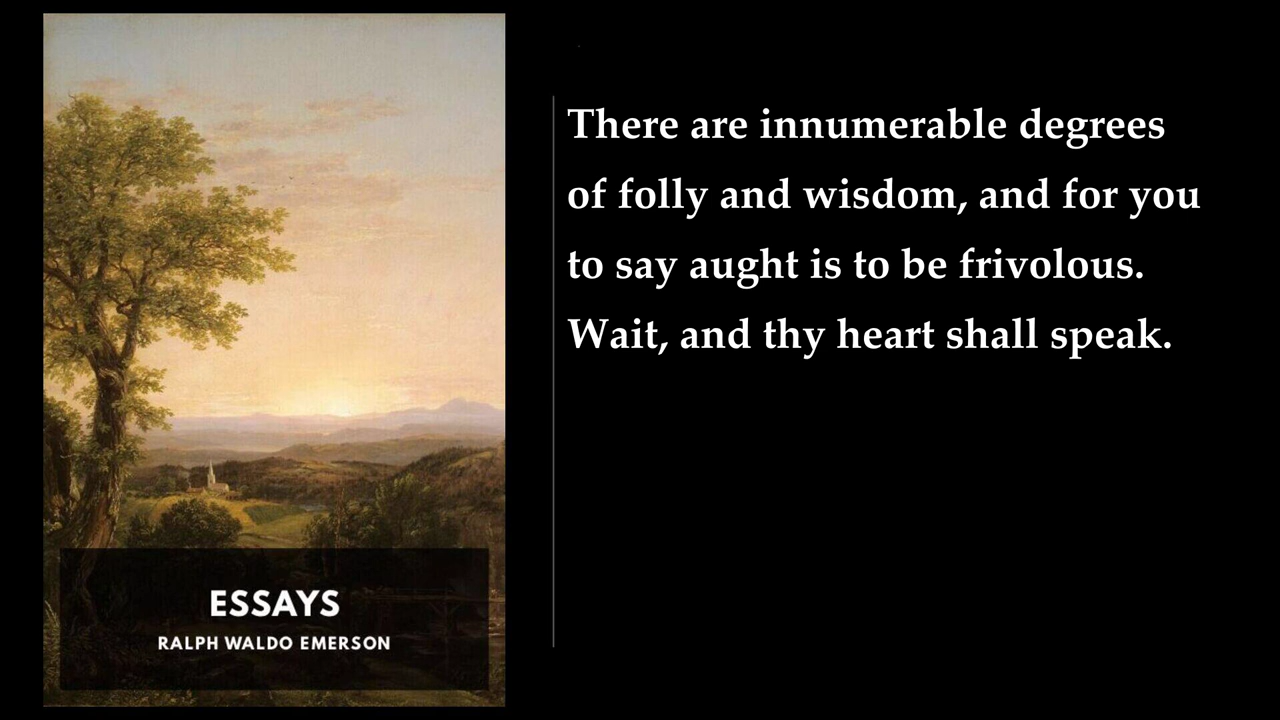 ESSAYS
RALPH WALDO EMERSON
There are innumerable degrees
of folly and wisdom, and for you
to say aught is to be frivolous.
Wait, and thy heart shall speak.